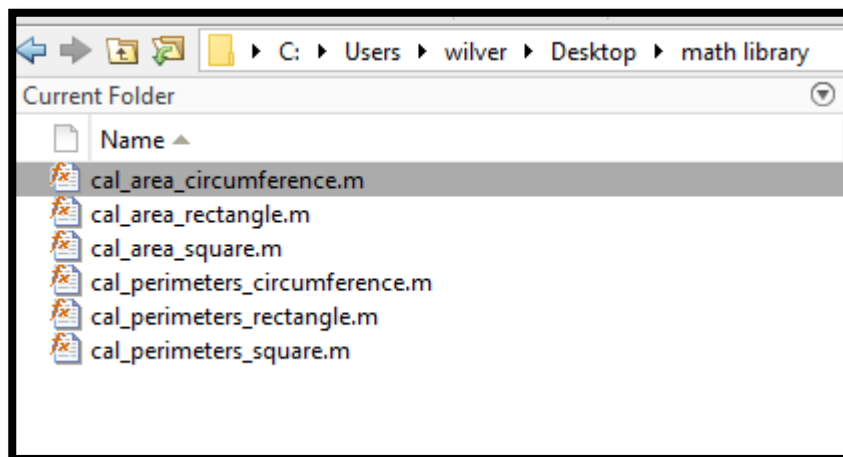 C: Users wilver Desktop math library
Current Folder
Name
cal_area_circumference.m
cal_area_rectangle.m
cal_area_square.m
cal_perimeters_circumference.m
cal_perimeters_rectangle.m
cal_perimeters_square.m